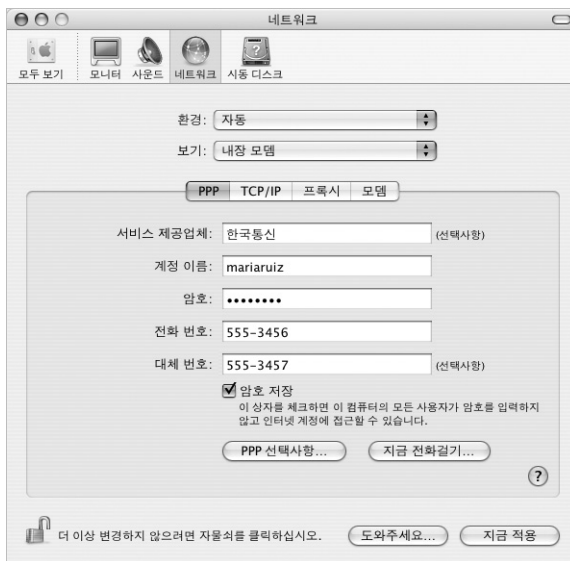 네트워크
모두 보기
모니터 사운드 네트워크 시동 디스크
환경: 자동
보기: 내장 모뎀
PPP TCP/IP 프록시 모뎀
서비스 제공업체: 한국통신 (선택사항)
계정 이름: mariaruiz
암호: ••••••••
전화 번호: 555-3456
대체 번호: 555-3457 (선택사항)
암호 저장
이 상자를 체크하면 이 컴퓨터의 모든 사용자가 암호를 입력하지
않고 인터넷 계정에 접근할 수 있습니다.
PPP 선택사항... 지금 전화걸기...
?
더 이상 변경하지 않으려면 자물쇠를 클릭하십시오. 도와주세요... 지금 적용